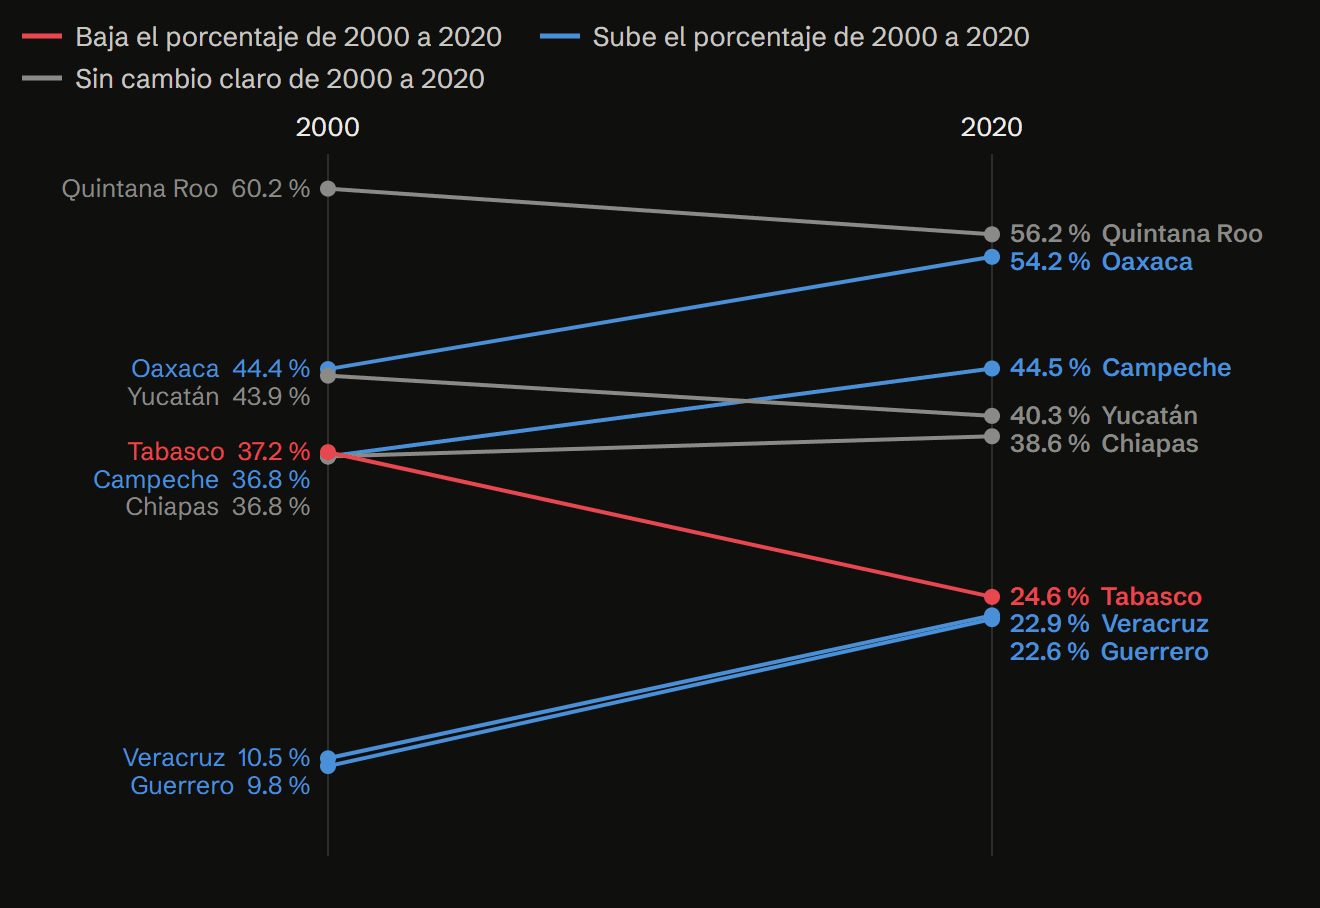 Baja el porcentaje de 2000 a 2020
Sube el porcentaje de 2000 a 2020
Sin cambio claro de 2000 a 2020
2000
2020
Quintana Roo 60.2 %
56.2 % Quintana Roo
54.2 % Oaxaca
Oaxaca 44.4 %
44.5 % Campeche
Yucatán 43.9 %
40.3 % Yucatán
38.6 % Chiapas
Tabasco 37.2 %
Campeche 36.8 %
Chiapas 36.8 %
24.6 % Tabasco
22.9 % Veracruz
22.6 % Guerrero
Veracruz 10.5 %
Guerrero 9.8 %